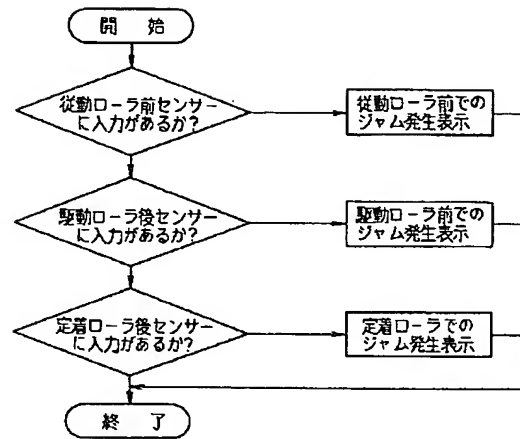 開始
従動ローラ前センサー
に入力があるか?
従動ローラ前での
ジャム発生表示
駆動ローラ後センサー
に入力があるか?
駆動ローラ前での
ジャム発生表示
定着ローラ後センサー
に入力があるか?
定着ローラでの
ジャム発生表示
終了